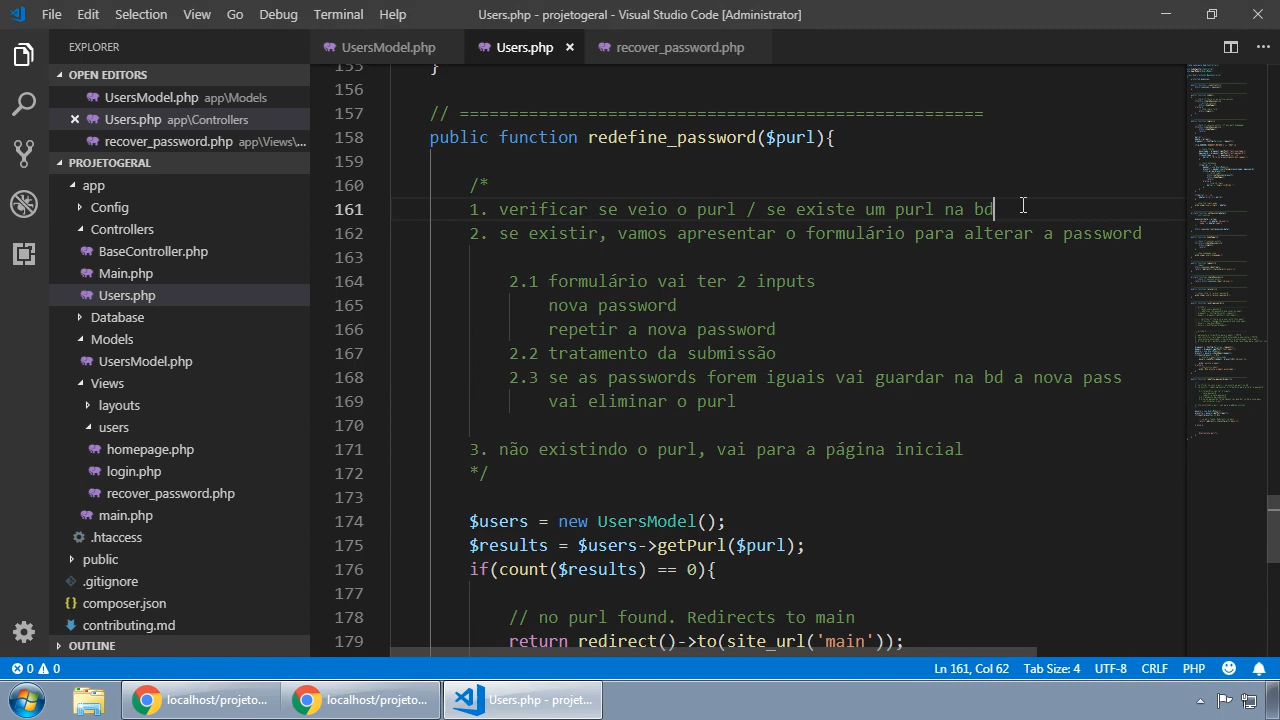 File Edit Selection View Go Debug Terminal Help
Users.php - projetogeral - Visual Studio Code [Administrator]
EXPLORER
UsersModel.php Users.php recover_password.php
OPEN EDITORS
UsersModel.php app\Models
Users.php app\Controllers
recover_password.php app\Views\...
PROJETOGERAL
app
Config
Controllers
BaseController.php
Main.php
Users.php
Database
Models
UsersModel.php
Views
layouts
users
homepage.php
login.php
recover_password.php
main.php
.htaccess
public
.gitignore
composer.json
contributing.md
OUTLINE
155 }
156
157 // =====================================================
158 public function redefine_password($purl){
159
160 /*
161 1. veio o purl / existe um purl na bd
162 2. existir, vamos apresentar o formulário para alterar a password
163
164 .1 formulário vai ter 2 inputs
165 nova password
166 repetir a nova password
167 .2 tratamento da submissão
168 se as passwords forem iguais vai guardar na bd a nova pass
169 vai eliminar o purl
170
171 3. não existindo o purl, vai para a página inicial
172 */
173
174 $users = new UsersModel();
175 $results = $users->getPurl($purl);
176 if(count($results) == 0){
177
178 // no purl found. Redirects to main
179 return redirect()->to(site_url('main'));
0 0
Ln 161, Col 62 Tab Size: 4 UTF-8 CRLF PHP
localhost/projeto... localhost/projeto... Users.php - projet...